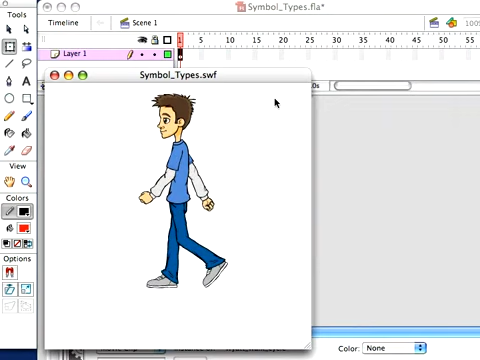 Tools
Symbol_Types.fla*
Timeline
Scene 1
1 5 10 15 20 25 30 35 40 45 50 55
Layer 1
Symbol_Types.swf
View
Colors
Options
Color: None